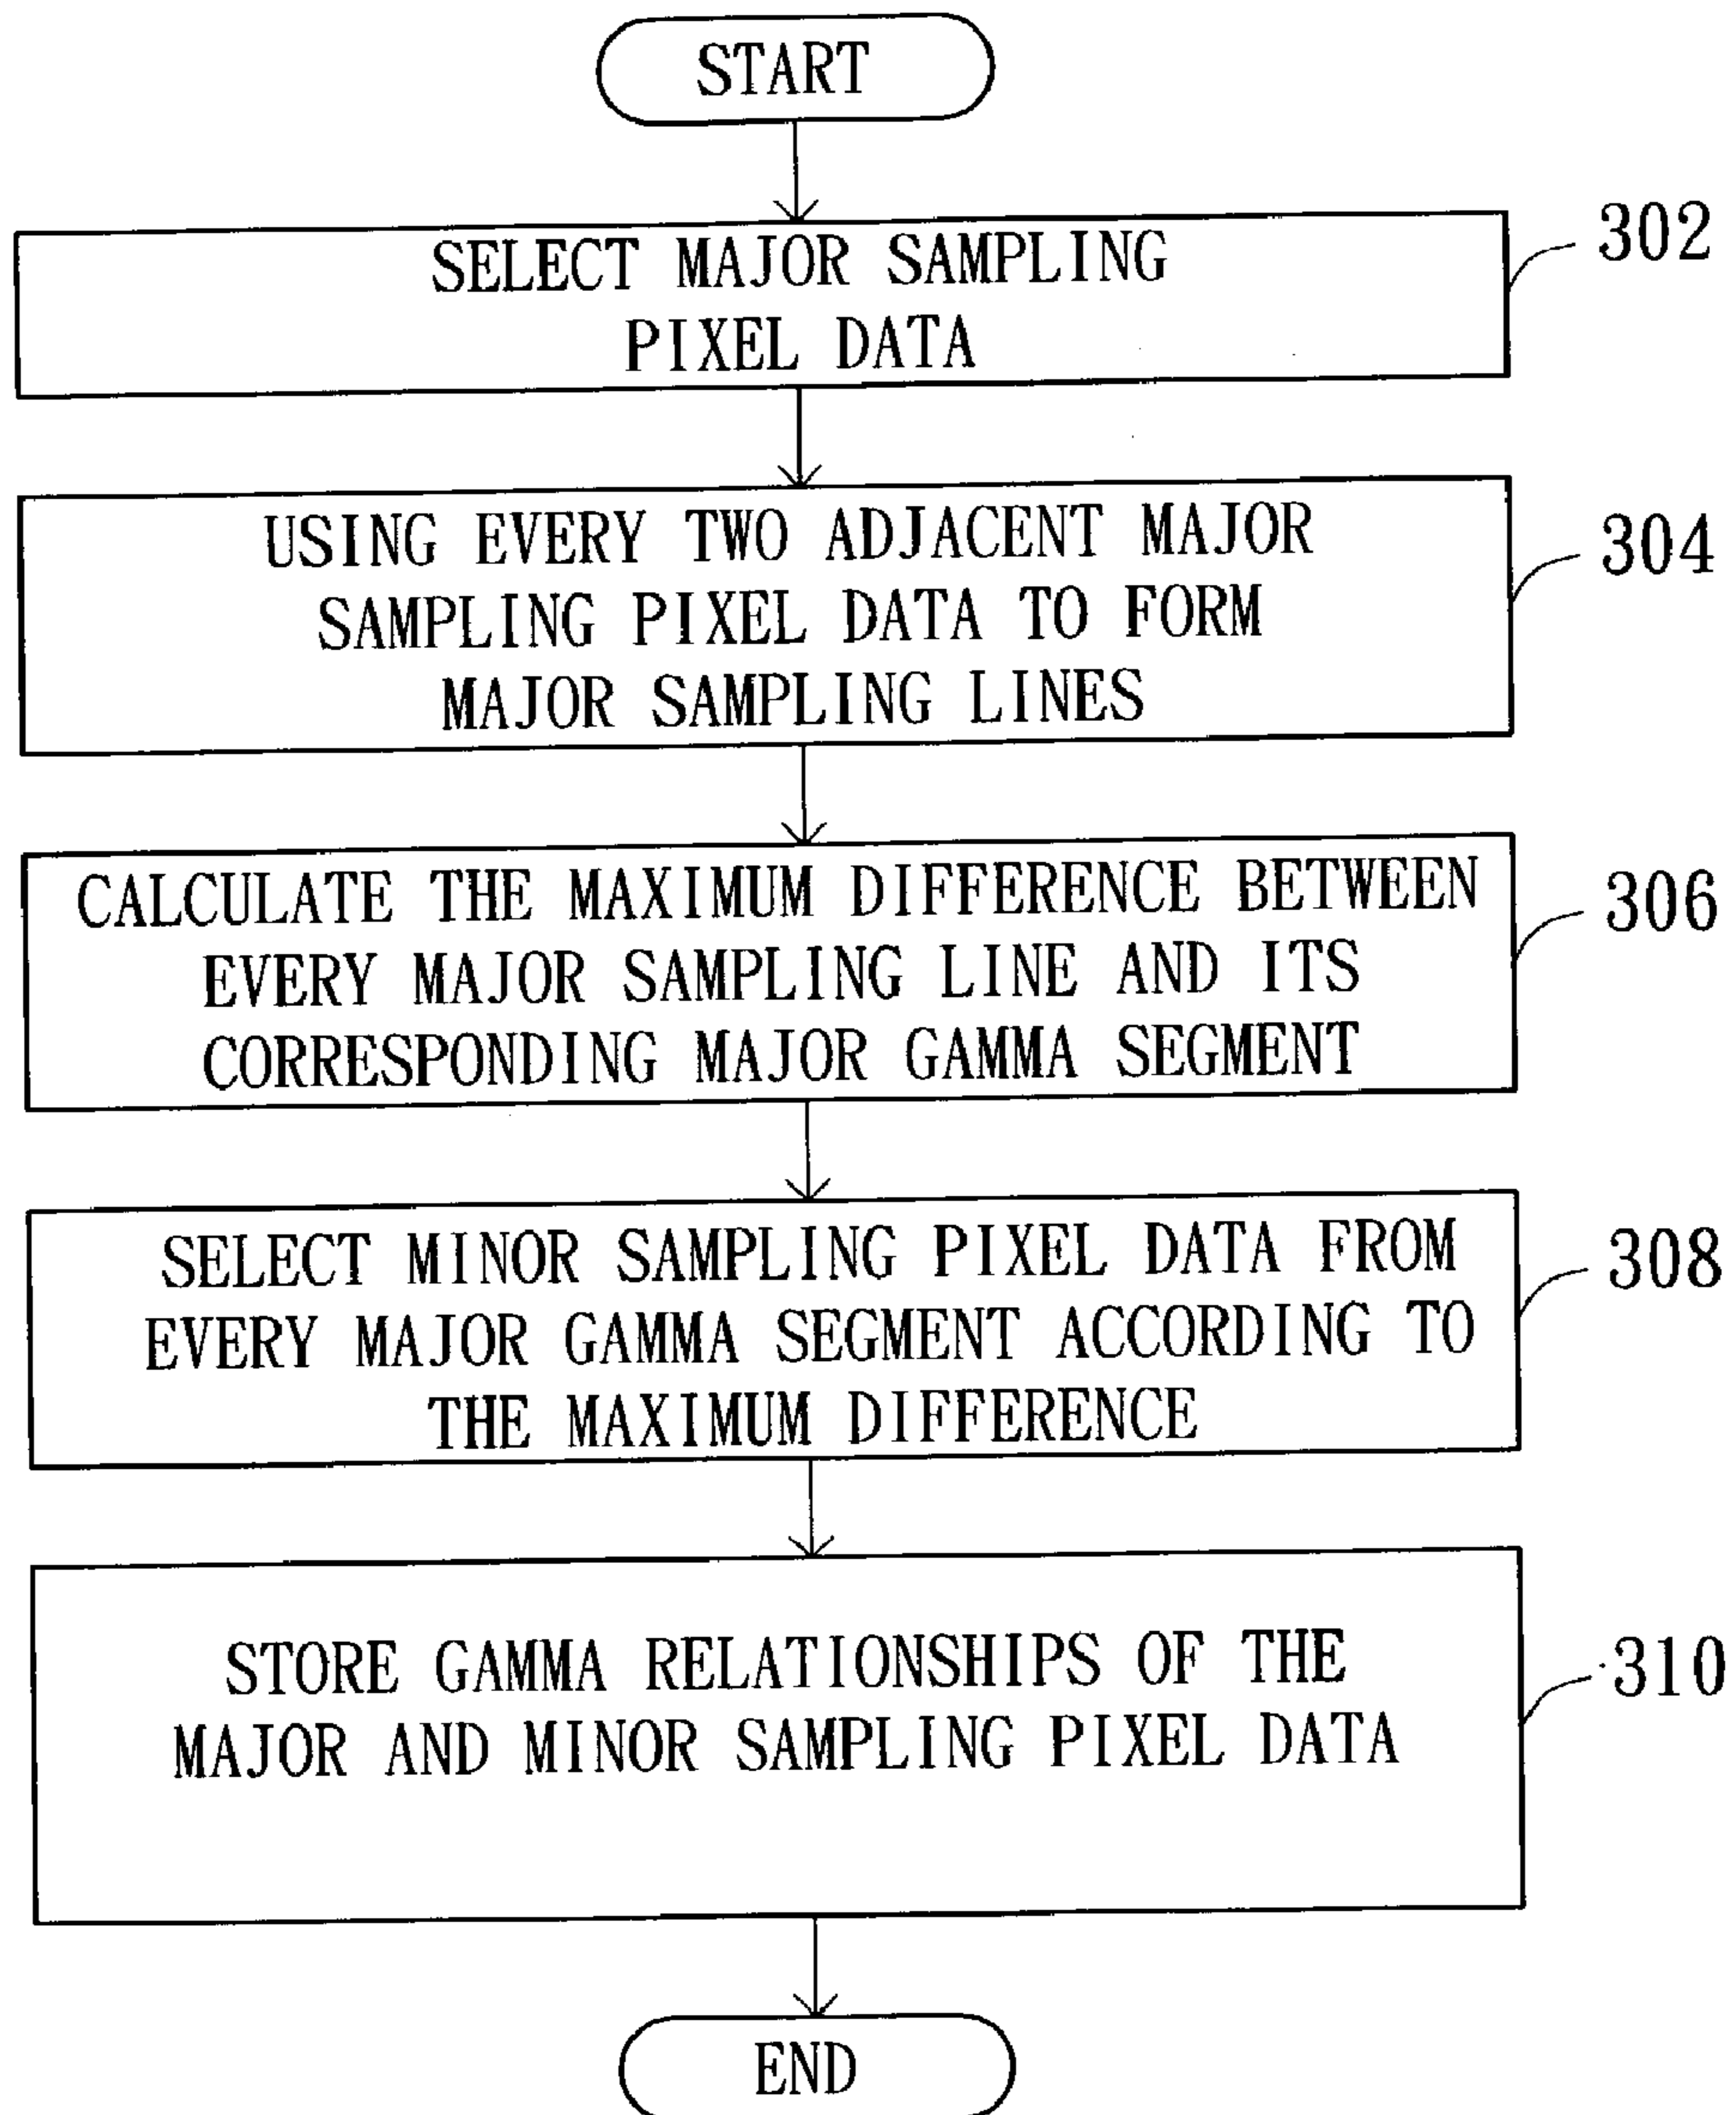 START
SELECT MAJOR SAMPLING
PIXEL DATA
302
USING EVERY TWO ADJACENT MAJOR
SAMPLING PIXEL DATA TO FORM
MAJOR SAMPLING LINES
304
CALCULATE THE MAXIMUM DIFFERENCE BETWEEN
EVERY MAJOR SAMPLING LINE AND ITS
CORRESPONDING MAJOR GAMMA SEGMENT
306
SELECT MINOR SAMPLING PIXEL DATA FROM
EVERY MAJOR GAMMA SEGMENT ACCORDING TO
THE MAXIMUM DIFFERENCE
308
STORE GAMMA RELATIONSHIPS OF THE
MAJOR AND MINOR SAMPLING PIXEL DATA
310
END